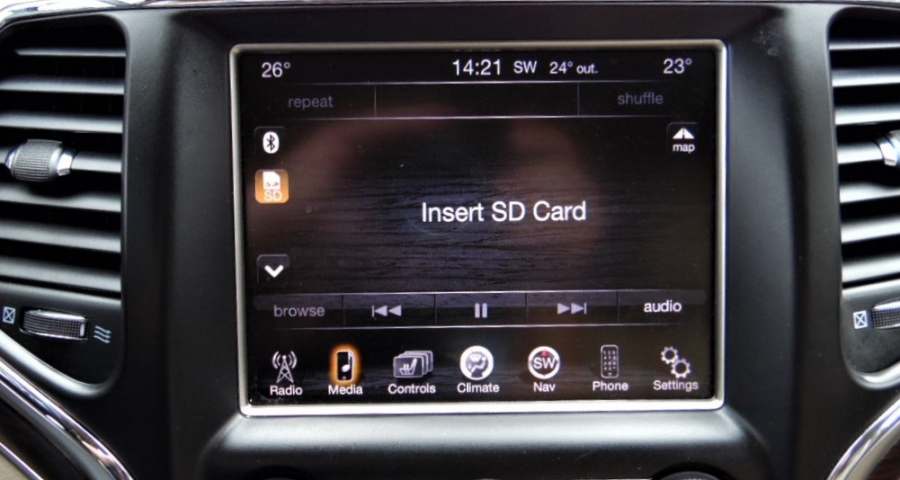 26° 14:21 SW 24° out. 23°
repeat shuffle
map
SD
Insert SD Card
browse audio
Radio Media Controls Climate SW Nav Phone Settings